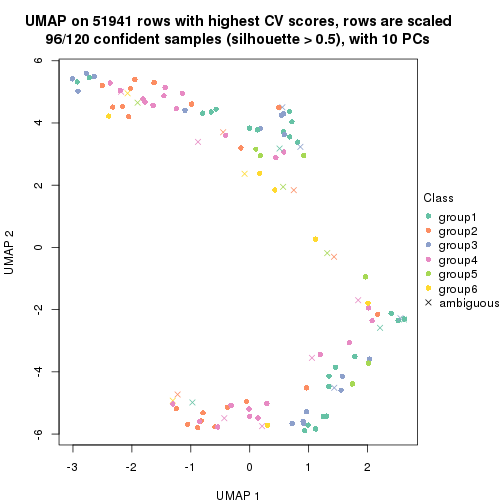 UMAP on 51941 rows with highest CV scores, rows are scaled
96/120 confident samples (silhouette > 0.5), with 10 PCs
6
4
2
0
-2
-4
-6
UMAP 2
-3
-2
-1
0
1
2
UMAP 1
Class
group1
group2
group3
group4
group5
group6
ambiguous